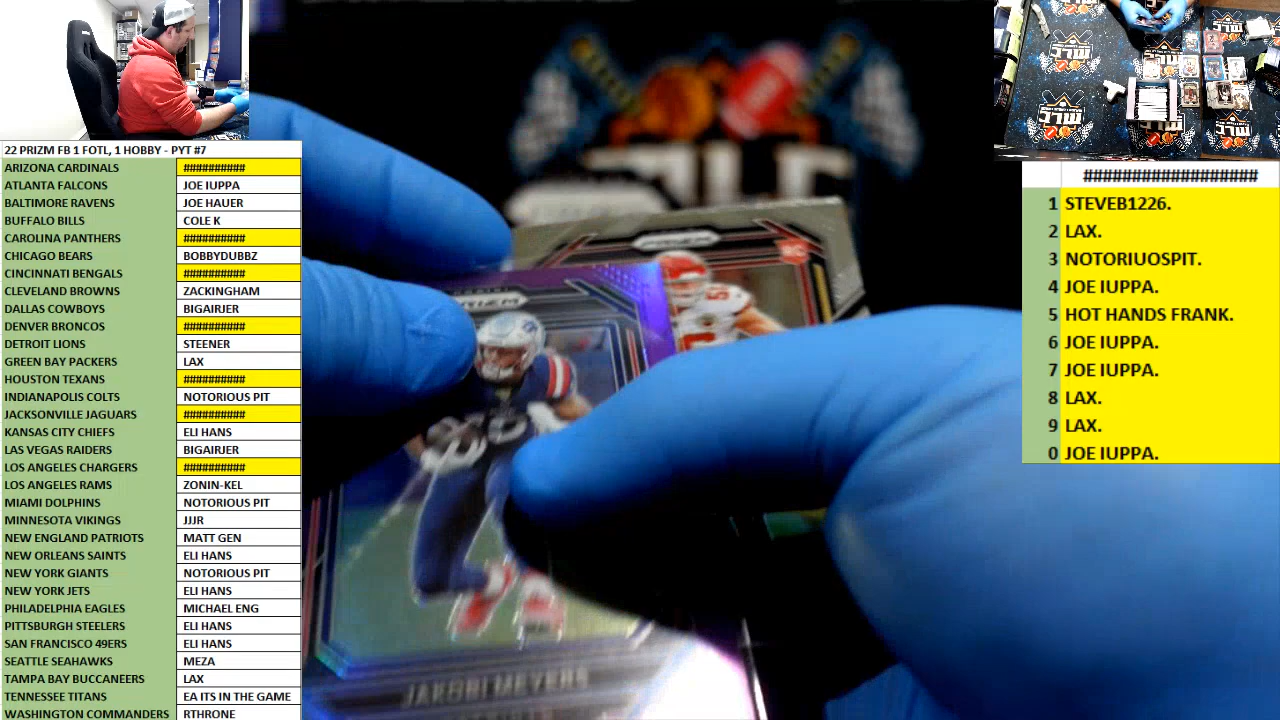 22 PRIZM FB 1 FOTL, 1 HOBBY - PYT #7
ARIZONA CARDINALS ##########
ATLANTA FALCONS JOE IUPPA
BALTIMORE RAVENS JOE HAUER
BUFFALO BILLS COLE K
CAROLINA PANTHERS ##########
CHICAGO BEARS BOBBYDUBBZ
CINCINNATI BENGALS ##########
CLEVELAND BROWNS ZACKINGHAM
DALLAS COWBOYS BIGAIRJER
DENVER BRONCOS ##########
DETROIT LIONS STEENER
GREEN BAY PACKERS LAX
HOUSTON TEXANS ##########
INDIANAPOLIS COLTS NOTORIOUS PIT
JACKSONVILLE JAGUARS ##########
KANSAS CITY CHIEFS ELI HANS
LAS VEGAS RAIDERS BIGAIRJER
LOS ANGELES CHARGERS ##########
LOS ANGELES RAMS ZONIN-KEL
MIAMI DOLPHINS NOTORIOUS PIT
MINNESOTA VIKINGS JJJR
NEW ENGLAND PATRIOTS MATT GEN
NEW ORLEANS SAINTS ELI HANS
NEW YORK GIANTS NOTORIOUS PIT
NEW YORK JETS ELI HANS
PHILADELPHIA EAGLES MICHAEL ENG
PITTSBURGH STEELERS ELI HANS
SAN FRANCISCO 49ERS ELI HANS
SEATTLE SEAHAWKS MEZA
TAMPA BAY BUCCANEERS LAX
TENNESSEE TITANS EA ITS IN THE GAME
WASHINGTON COMMANDERS RTHRONE
PRIZM
JAKOBI MEYERS
##################
1 STEVEB1226.
2 LAX.
3 NOTORIUOSPIT.
4 JOE IUPPA.
5 HOT HANDS FRANK.
6 JOE IUPPA.
7 JOE IUPPA.
8 LAX.
9 LAX.
0 JOE IUPPA.